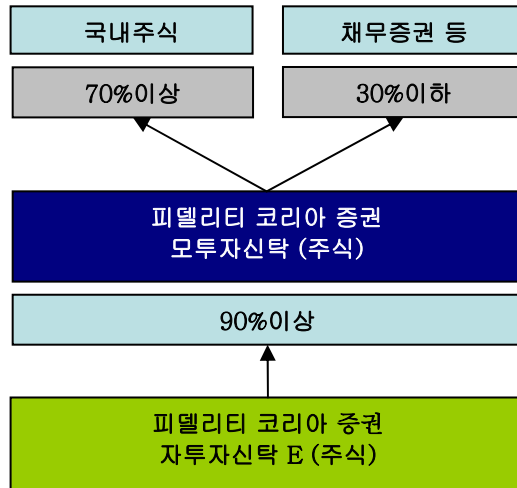 국내주식
채무증권 등
70%이상
30%이하
피델리티 코리아 증권
모투자신탁 (주식)
90%이상
피델리티 코리아 증권
자투자신탁 E (주식)